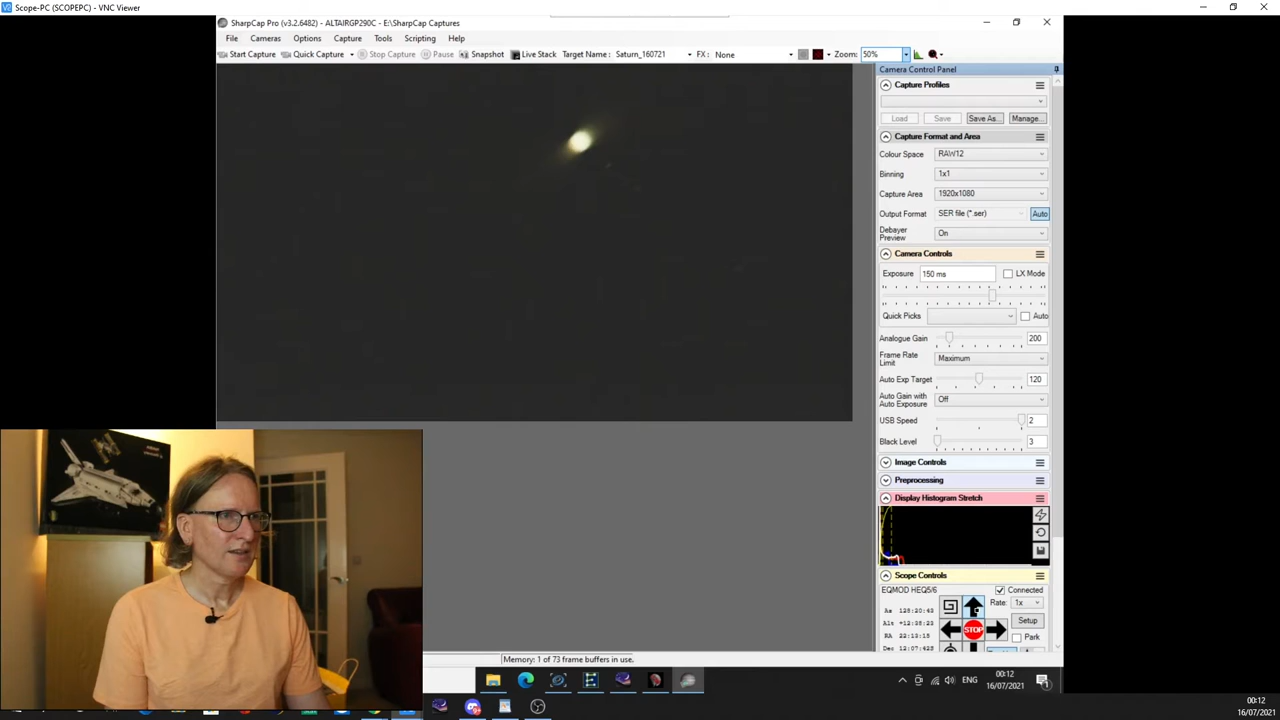 Scope-PC (SCOPEPC) - VNC Viewer
SharpCap Pro (v3.2.6482) - ALTAIRGP290C - E:\SharpCap Captures
File Cameras Options Capture Tools Scripting Help
Start Capture Quick Capture Stop Capture Pause Snapshot Live Stack Target Name: Saturn_160721 FX: None Zoom: 50%
Camera Control Panel
Capture Profiles
Load Save Save As... Manage...
Capture Format and Area
Colour Space RAW12
Binning 1x1
Capture Area 1920x1080
Output Format SER file (*.ser) Auto
Debayer
Preview On
Camera Controls
Exposure 150 ms LX Mode
Quick Picks Auto
Analogue Gain 200
Frame Rate
Limit Maximum
Auto Exp Target 120
Auto Gain with
Auto Exposure Off
USB Speed 2
Black Level 3
Image Controls
Preprocessing
Display Histogram Stretch
Scope Controls
EQMOD HEQ5/6 Connected
Rate: 1x
STOP
Setup
Park
Memory: 1 of 73 frame buffers in use.
ENG
00:12
16/07/2021
00:12
16/07/2021